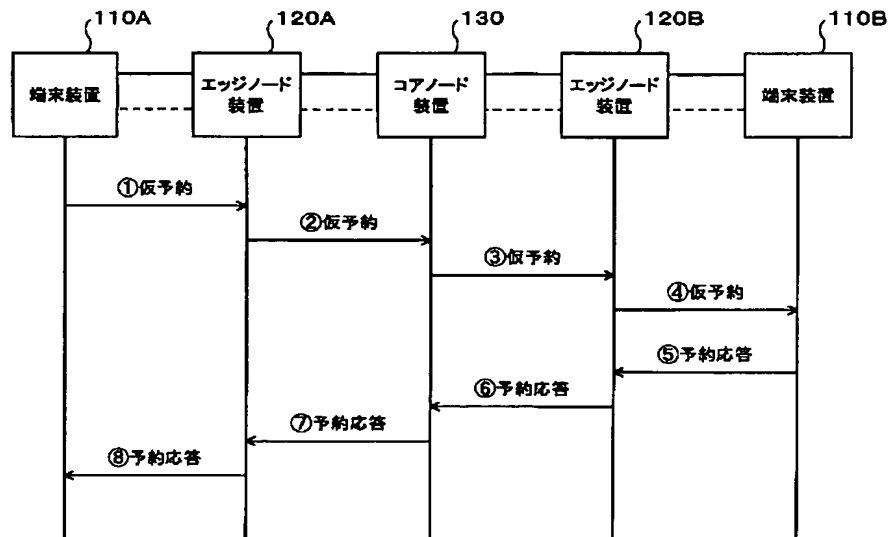 110A
120A
130
120B
110B
端末装置
エッジノード
装置
コアノード
装置
エッジノード
装置
端末装置
①仮予約
②仮予約
③仮予約
④仮予約
⑤予約応答
⑥予約応答
⑦予約応答
⑧予約応答